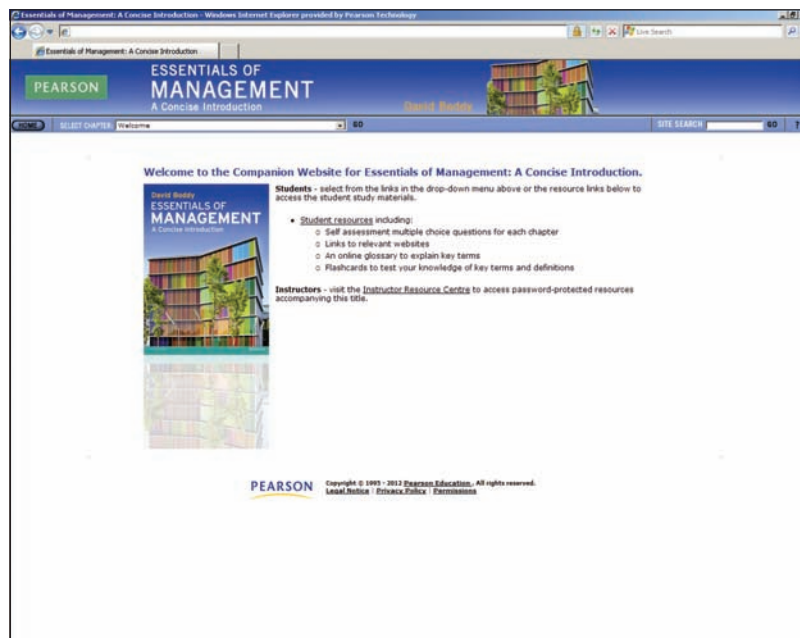 Essentials of Management: A Concise Introduction - Windows Internet Explorer provided by Pearson Technology
Live Search
Essentials of Management: A Concise Introduction
PEARSON
ESSENTIALS OF
MANAGEMENT
A Concise Introduction
David Boddy
HOME
SELECT CHAPTER Welcome
GO
SITE SEARCH
GO
?
Welcome to the Companion Website for Essentials of Management: A Concise Introduction.
David Boddy
ESSENTIALS OF
MANAGEMENT
A Concise Introduction
Students - select from the links in the drop-down menu above or the resource links below to
access the student study materials.
• Student resources including:
o Self assessment multiple choice questions for each chapter
o Links to relevant websites
o An online glossary to explain key terms
o Flashcards to test your knowledge of key terms and definitions
Instructors - visit the Instructor Resource Centre to access password-protected resources
accompanying this title.
PEARSON
Copyright © 1995 - 2012 Pearson Education. All rights reserved.
Legal Notice | Privacy Policy | Permissions